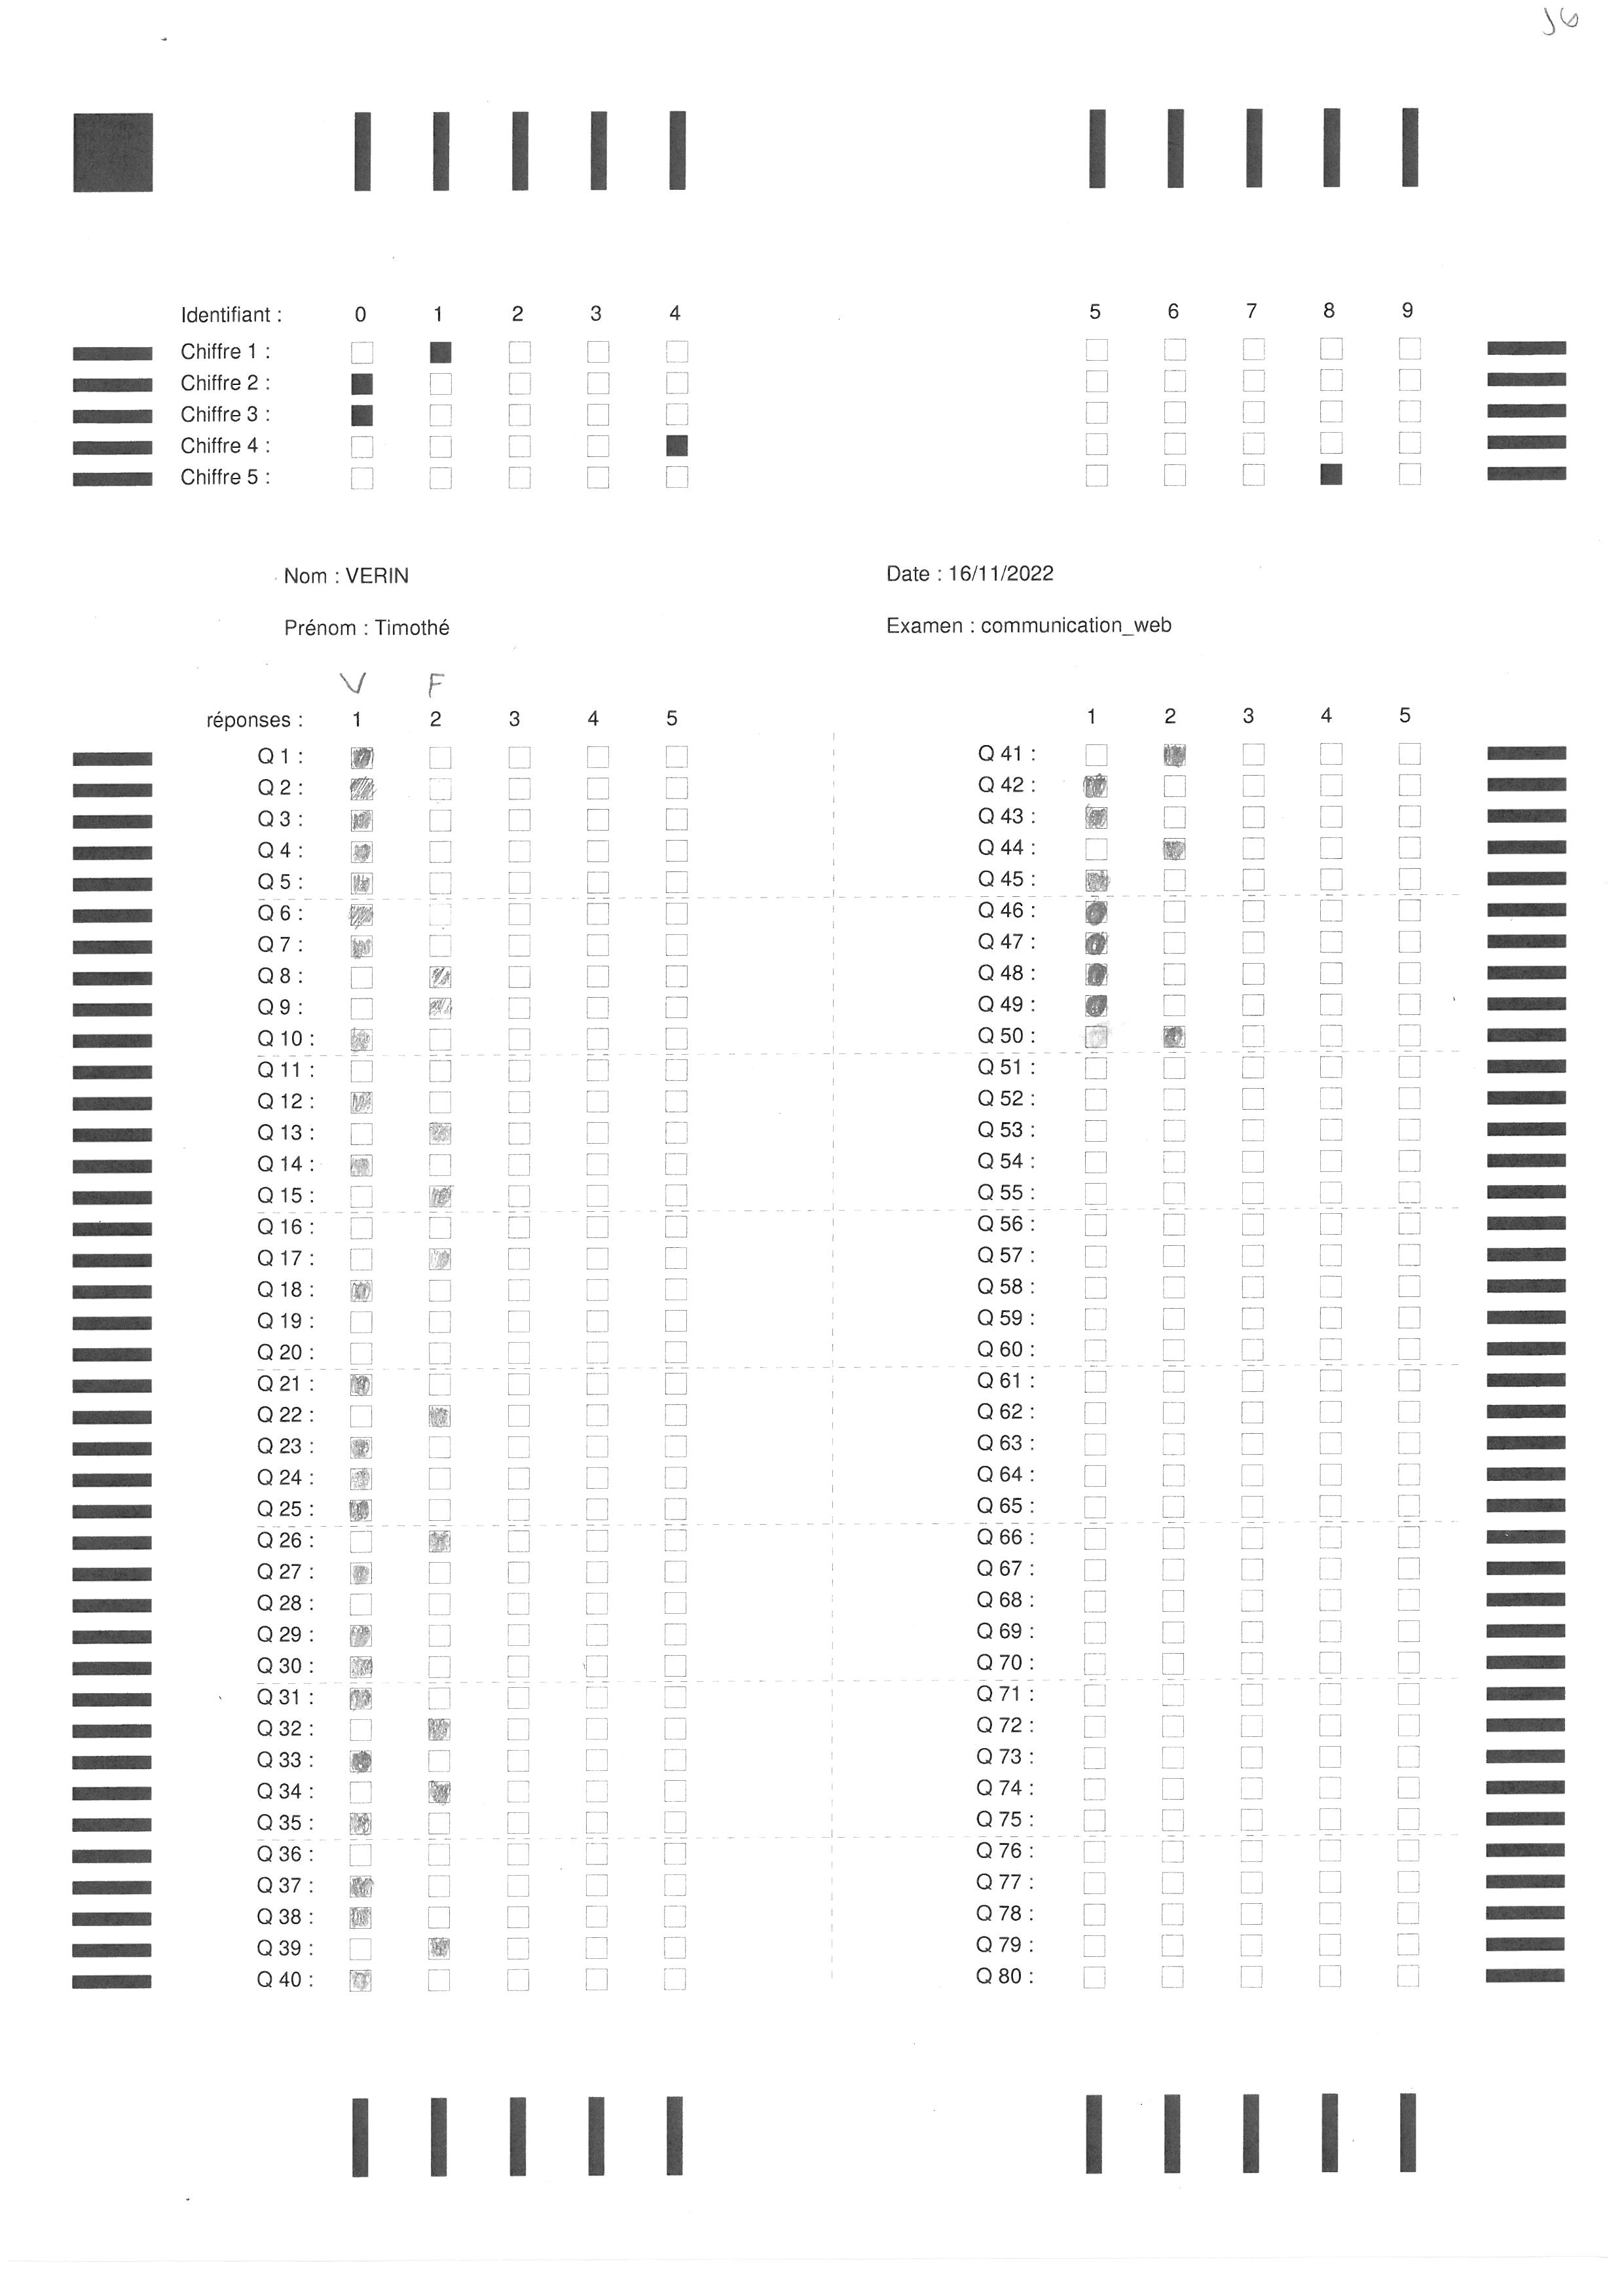 J6
Identifiant : 0 1 2 3 4 5 6 7 8 9
Chiffre 1 :
Chiffre 2 :
Chiffre 3 :
Chiffre 4 :
Chiffre 5 :
Nom : VERIN Date : 16/11/2022
Prénom : Timothé Examen : communication_web
V F
réponses : 1 2 3 4 5 1 2 3 4 5
Q 1 : Q 41 :
Q 2 : Q 42 :
Q 3 : Q 43 :
Q 4 : Q 44 :
Q 5 : Q 45 :
Q 6 : Q 46 :
Q 7 : Q 47 :
Q 8 : Q 48 :
Q 9 : Q 49 :
Q 10 : Q 50 :
Q 11 : Q 51 :
Q 12 : Q 52 :
Q 13 : Q 53 :
Q 14 : Q 54 :
Q 15 : Q 55 :
Q 16 : Q 56 :
Q 17 : Q 57 :
Q 18 : Q 58 :
Q 19 : Q 59 :
Q 20 : Q 60 :
Q 21 : Q 61 :
Q 22 : Q 62 :
Q 23 : Q 63 :
Q 24 : Q 64 :
Q 25 : Q 65 :
Q 26 : Q 66 :
Q 27 : Q 67 :
Q 28 : Q 68 :
Q 29 : Q 69 :
Q 30 : Q 70 :
Q 31 : Q 71 :
Q 32 : Q 72 :
Q 33 : Q 73 :
Q 34 : Q 74 :
Q 35 : Q 75 :
Q 36 : Q 76 :
Q 37 : Q 77 :
Q 38 : Q 78 :
Q 39 : Q 79 :
Q 40 : Q 80 :